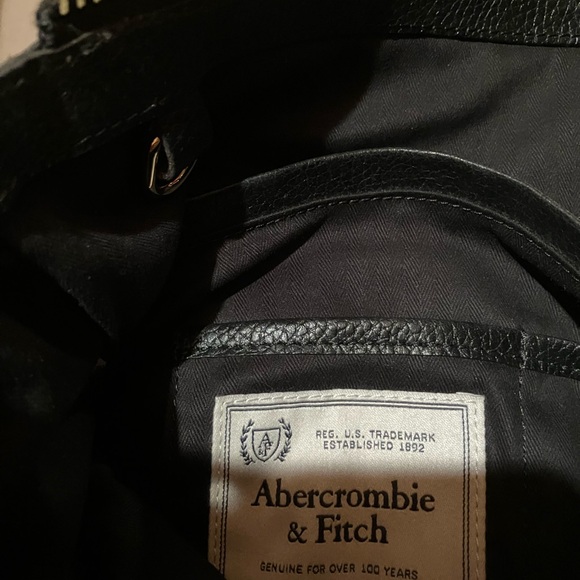 A&F
REG. U.S. TRADEMARK
ESTABLISHED 1892
Abercrombie
& Fitch
GENUINE FOR OVER 100 YEARS